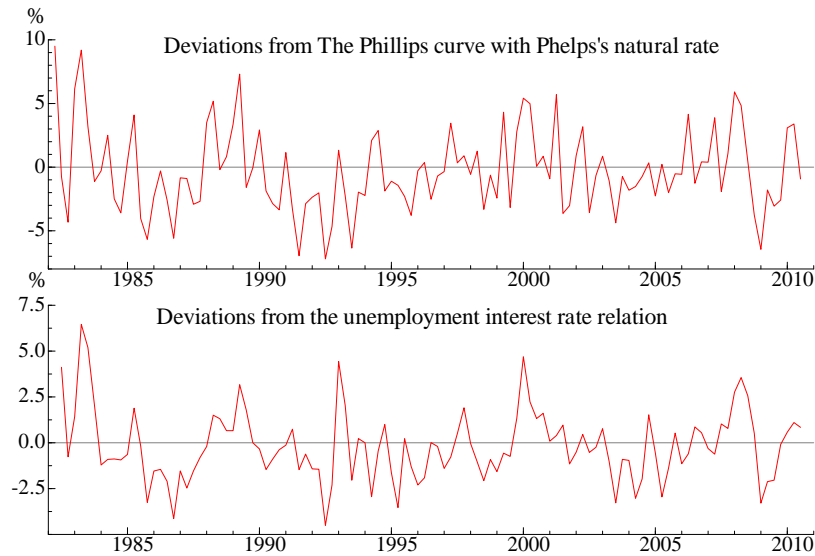 %
Deviations from The Phillips curve with Phelps's natural rate
10
5
0
-5
1985 1990 1995 2000 2005 2010
%
Deviations from the unemployment interest rate relation
7.5
5.0
2.5
0.0
-2.5
1985 1990 1995 2000 2005 2010